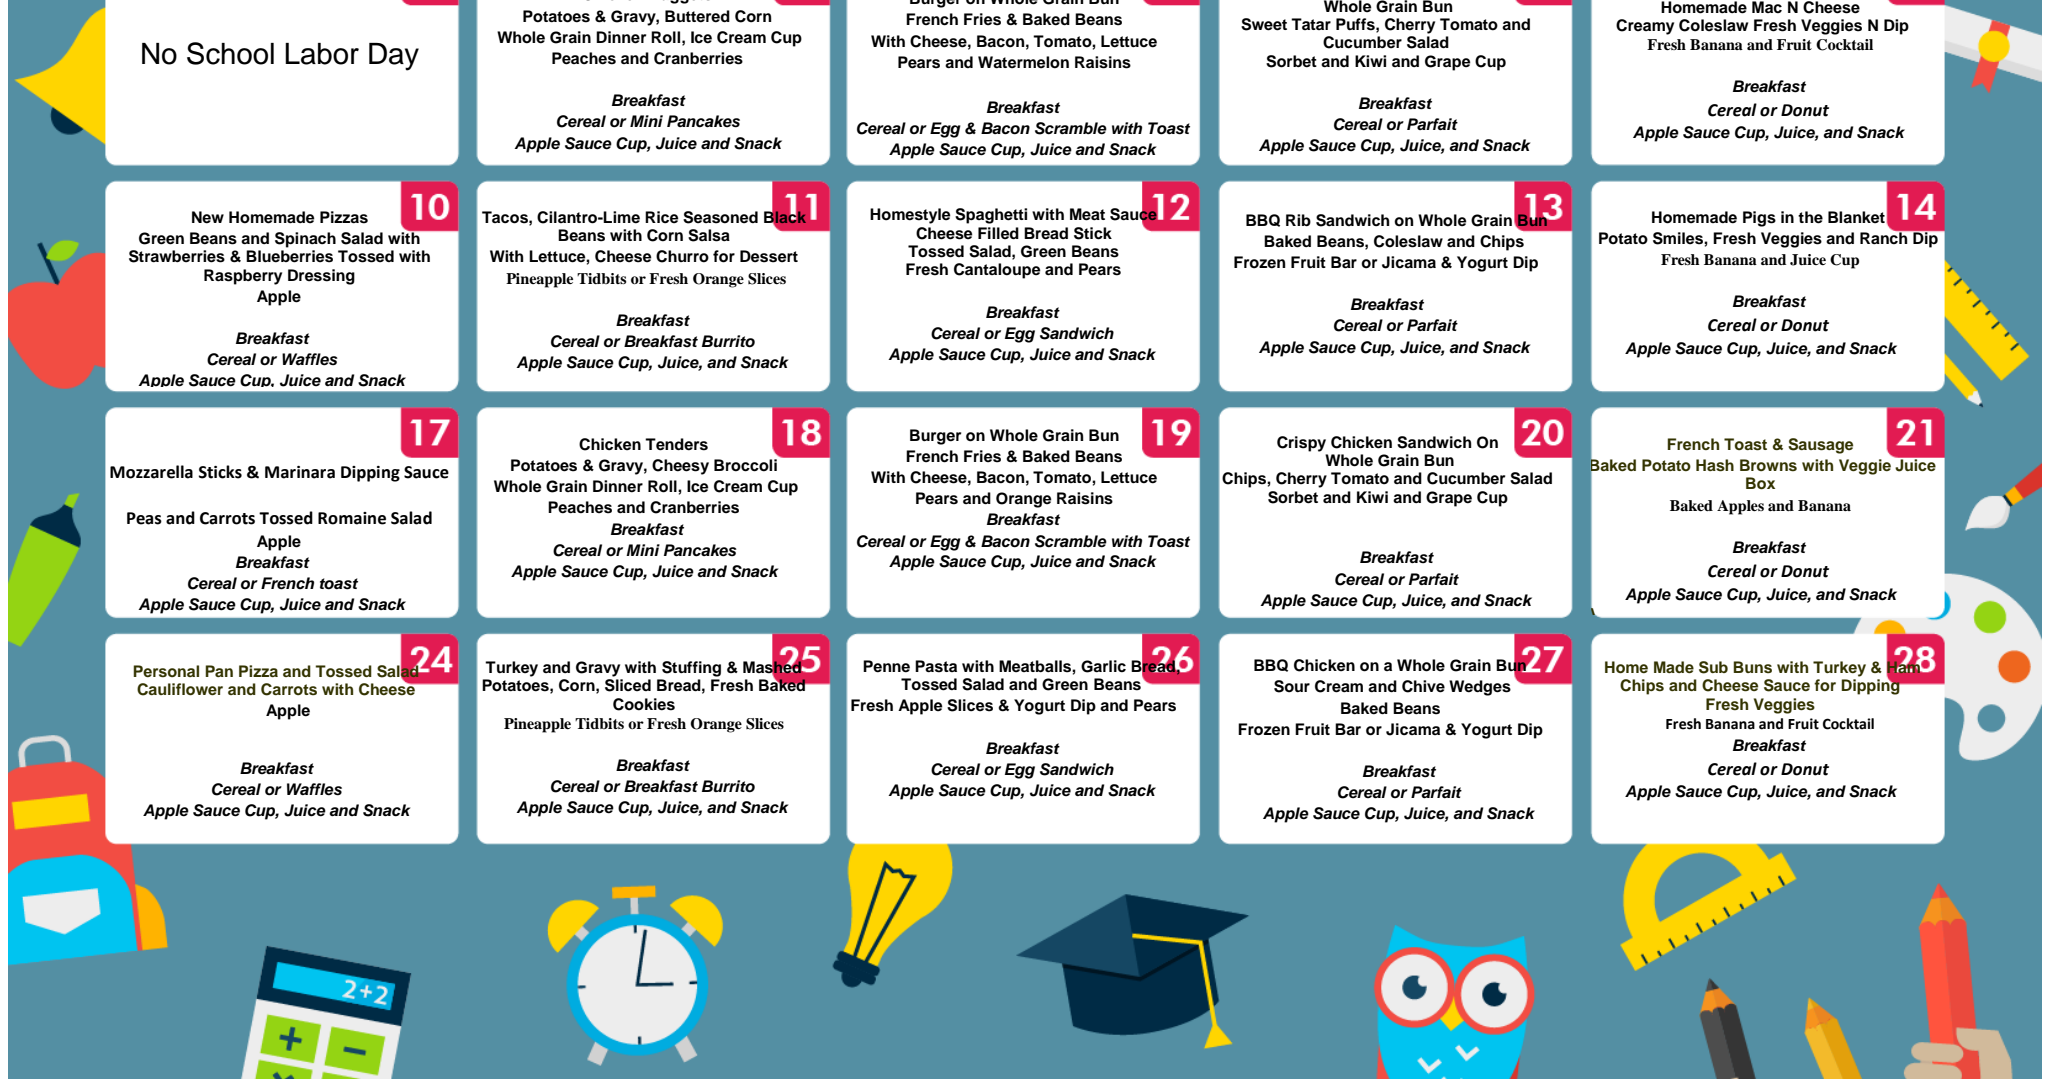 No School Labor Day
Potatoes & Gravy, Buttered Corn
Whole Grain Dinner Roll, Ice Cream Cup
Peaches and Cranberries
Breakfast
Cereal or Mini Pancakes
Apple Sauce Cup, Juice and Snack
Burger on Whole Grain Bun
French Fries & Baked Beans
With Cheese, Bacon, Tomato, Lettuce
Pears and Watermelon Raisins
Breakfast
Cereal or Egg & Bacon Scramble with Toast
Apple Sauce Cup, Juice and Snack
Whole Grain Bun
Sweet Tatar Puffs, Cherry Tomato and
Cucumber Salad
Sorbet and Kiwi and Grape Cup
Breakfast
Cereal or Parfait
Apple Sauce Cup, Juice, and Snack
Homemade Mac N Cheese
Creamy Coleslaw Fresh Veggies N Dip
Fresh Banana and Fruit Cocktail
Breakfast
Cereal or Donut
Apple Sauce Cup, Juice, and Snack
10
New Homemade Pizzas
Green Beans and Spinach Salad with
Strawberries & Blueberries Tossed with
Raspberry Dressing
Apple
Breakfast
Cereal or Waffles
Apple Sauce Cup, Juice and Snack
11
Tacos, Cilantro-Lime Rice Seasoned Black
Beans with Corn Salsa
With Lettuce, Cheese Churro for Dessert
Pineapple Tidbits or Fresh Orange Slices
Breakfast
Cereal or Breakfast Burrito
Apple Sauce Cup, Juice, and Snack
12
Homestyle Spaghetti with Meat Sauce
Cheese Filled Bread Stick
Tossed Salad, Green Beans
Fresh Cantaloupe and Pears
Breakfast
Cereal or Egg Sandwich
Apple Sauce Cup, Juice and Snack
13
BBQ Rib Sandwich on Whole Grain Bun
Baked Beans, Coleslaw and Chips
Frozen Fruit Bar or Jicama & Yogurt Dip
Breakfast
Cereal or Parfait
Apple Sauce Cup, Juice, and Snack
14
Homemade Pigs in the Blanket
Potato Smiles, Fresh Veggies and Ranch Dip
Fresh Banana and Juice Cup
Breakfast
Cereal or Donut
Apple Sauce Cup, Juice, and Snack
17
Mozzarella Sticks & Marinara Dipping Sauce
Peas and Carrots Tossed Romaine Salad
Apple
Breakfast
Cereal or French toast
Apple Sauce Cup, Juice and Snack
18
Chicken Tenders
Potatoes & Gravy, Cheesy Broccoli
Whole Grain Dinner Roll, Ice Cream Cup
Peaches and Cranberries
Breakfast
Cereal or Mini Pancakes
Apple Sauce Cup, Juice and Snack
19
Burger on Whole Grain Bun
French Fries & Baked Beans
With Cheese, Bacon, Tomato, Lettuce
Pears and Orange Raisins
Breakfast
Cereal or Egg & Bacon Scramble with Toast
Apple Sauce Cup, Juice and Snack
20
Crispy Chicken Sandwich On
Whole Grain Bun
Chips, Cherry Tomato and Cucumber Salad
Sorbet and Kiwi and Grape Cup
Breakfast
Cereal or Parfait
Apple Sauce Cup, Juice, and Snack
21
French Toast & Sausage
Baked Potato Hash Browns with Veggie Juice
Box
Baked Apples and Banana
Breakfast
Cereal or Donut
Apple Sauce Cup, Juice, and Snack
24
Personal Pan Pizza and Tossed Salad
Cauliflower and Carrots with Cheese
Apple
Breakfast
Cereal or Waffles
Apple Sauce Cup, Juice and Snack
25
Turkey and Gravy with Stuffing & Mashed
Potatoes, Corn, Sliced Bread, Fresh Baked
Cookies
Pineapple Tidbits or Fresh Orange Slices
Breakfast
Cereal or Breakfast Burrito
Apple Sauce Cup, Juice, and Snack
26
Penne Pasta with Meatballs, Garlic Bread,
Tossed Salad and Green Beans
Fresh Apple Slices & Yogurt Dip and Pears
Breakfast
Cereal or Egg Sandwich
Apple Sauce Cup, Juice and Snack
27
BBQ Chicken on a Whole Grain Bun
Sour Cream and Chive Wedges
Baked Beans
Frozen Fruit Bar or Jicama & Yogurt Dip
Breakfast
Cereal or Parfait
Apple Sauce Cup, Juice, and Snack
28
Home Made Sub Buns with Turkey & Ham
Chips and Cheese Sauce for Dipping
Fresh Veggies
Fresh Banana and Fruit Cocktail
Breakfast
Cereal or Donut
Apple Sauce Cup, Juice, and Snack
2+2
+ −